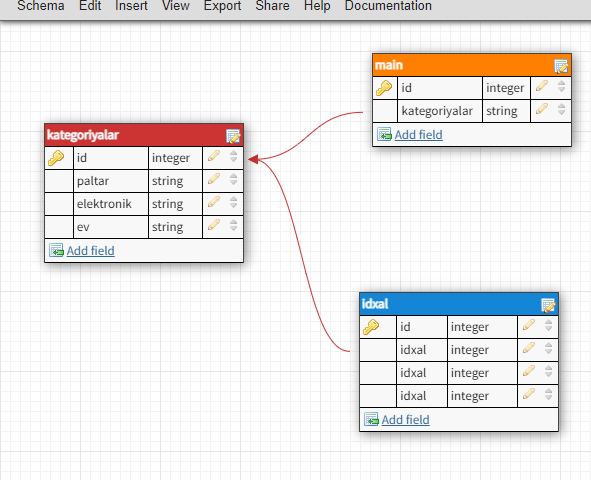 Schema Edit Insert View Export Share Help Documentation
main
id integer
kategoriyalar string
Add field
kategoriyalar
id integer
paltar string
elektronik string
ev string
Add field
idxal
id integer
idxal integer
idxal integer
idxal integer
Add field